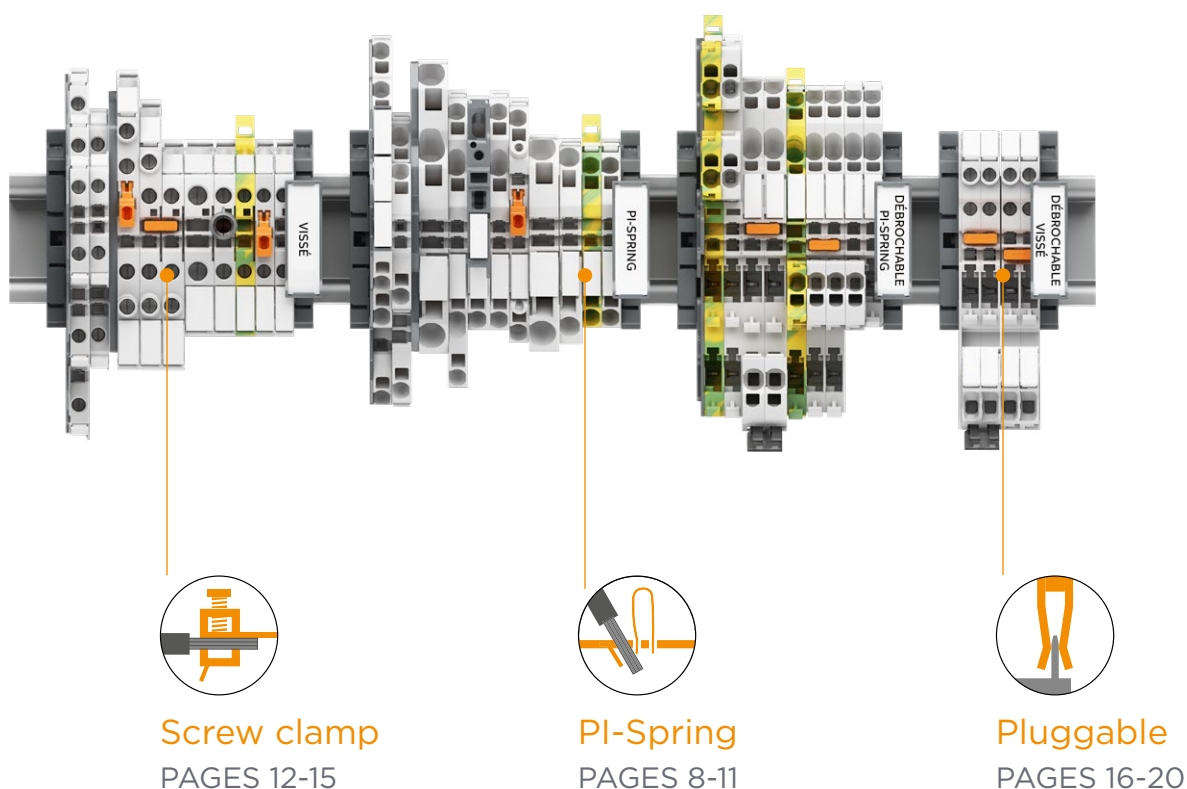 VISSÉ
PI-SPRING
DÉBROCHABLE
PI-SPRING
DÉBROCHABLE
VISSÉ
Screw clamp
PAGES 12-15
PI-Spring
PAGES 8-11
Pluggable
PAGES 16-20